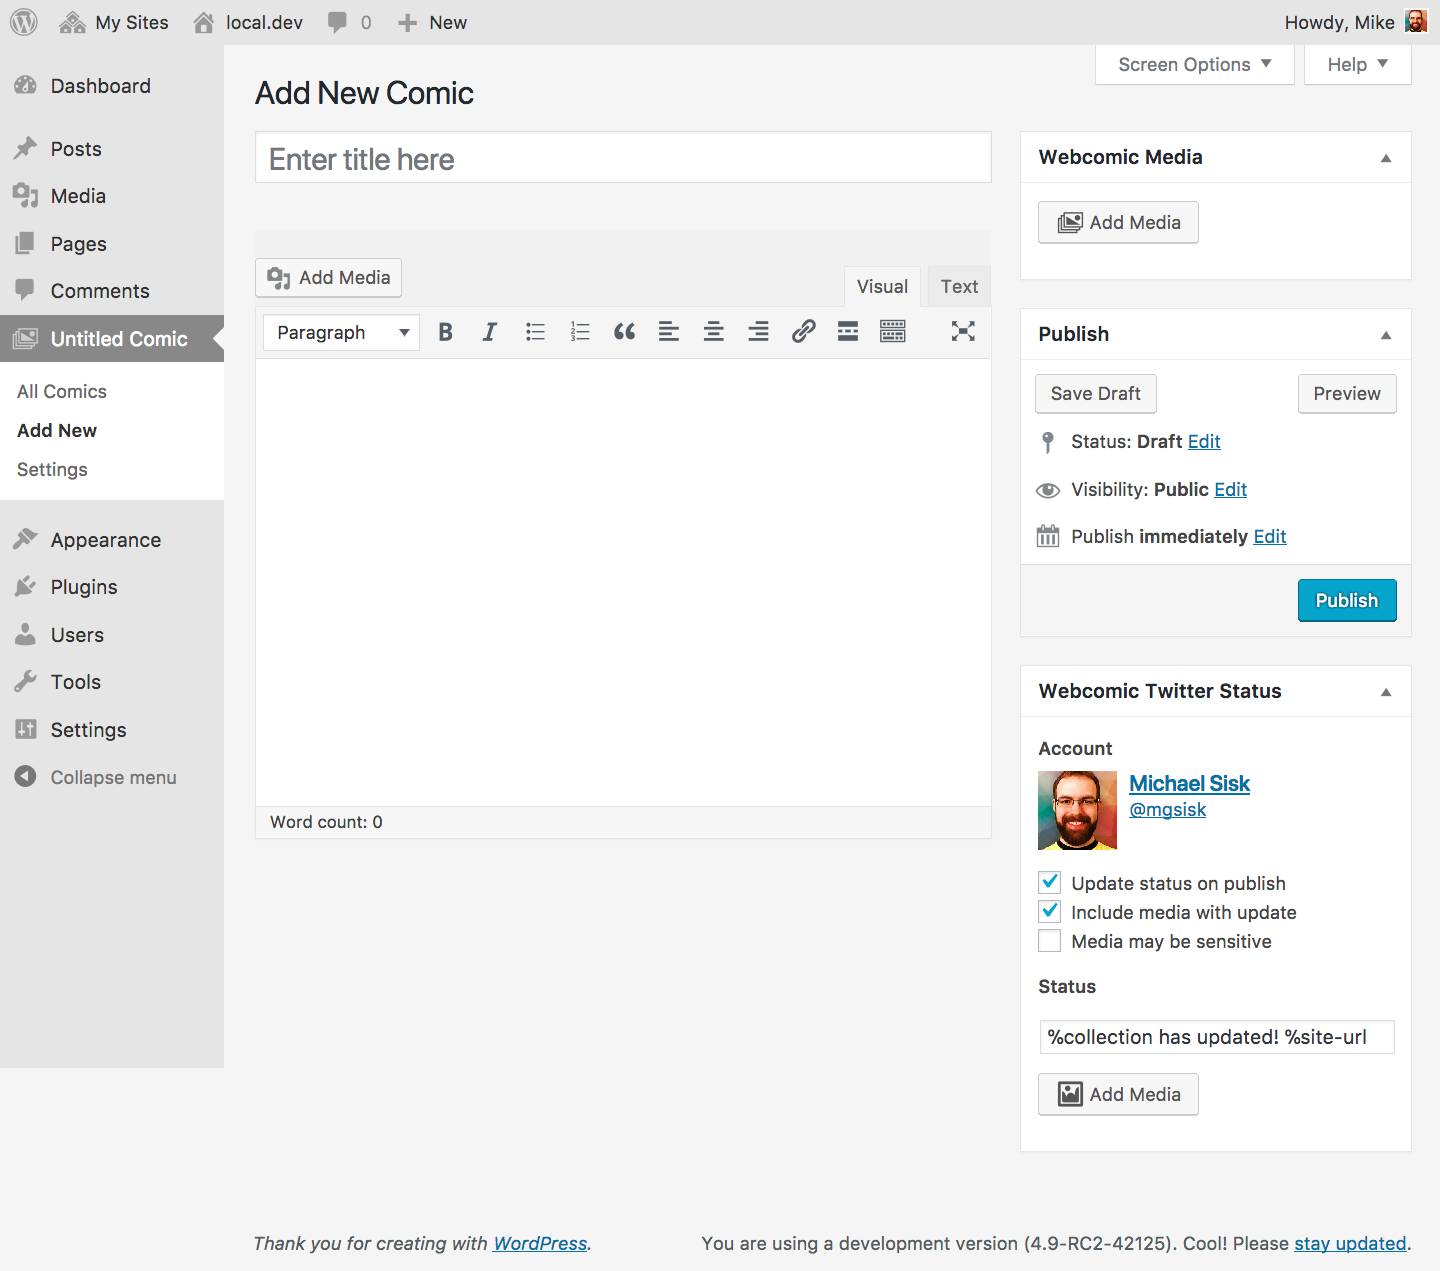 My Sites local.dev 0 New Howdy, Mike
Screen Options Help
Dashboard
Posts
Media
Pages
Comments
Untitled Comic
All Comics
Add New
Settings
Appearance
Plugins
Users
Tools
Settings
Collapse menu
Add New Comic
Enter title here
Add Media
Visual Text
Paragraph
Word count: 0
Webcomic Media
Add Media
Publish
Save Draft Preview
Status: Draft Edit
Visibility: Public Edit
Publish immediately Edit
Publish
Webcomic Twitter Status
Account
Michael Sisk
@mgsisk
Update status on publish
Include media with update
Media may be sensitive
Status
%collection has updated! %site-url
Add Media
Thank you for creating with WordPress.
You are using a development version (4.9-RC2-42125). Cool! Please stay updated.